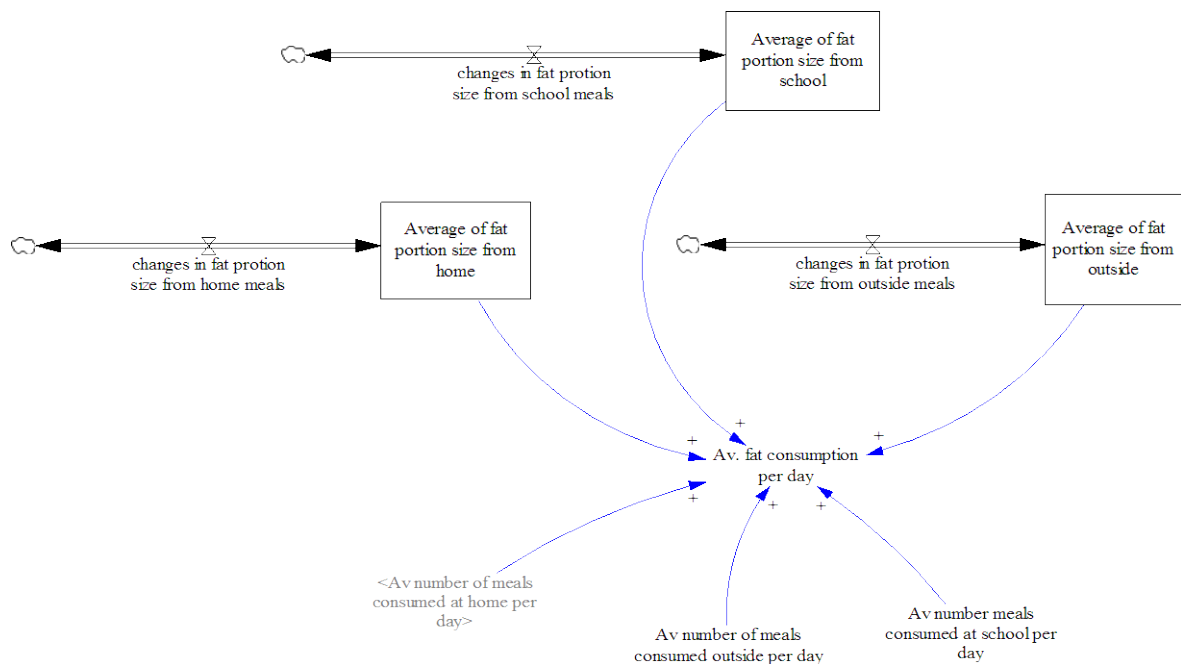 Average of fat
portion size from
school
changes in fat protion
size from school meals
Average of fat
portion size from
home
changes in fat protion
size from home meals
Average of fat
portion size from
outside
changes in fat protion
size from outside meals
+
+
+
Av. fat consumption
per day
+
+
+
<Av number of meals
consumed at home per
day>
Av number of meals
consumed outside per day
Av number meals
consumed at school per
day